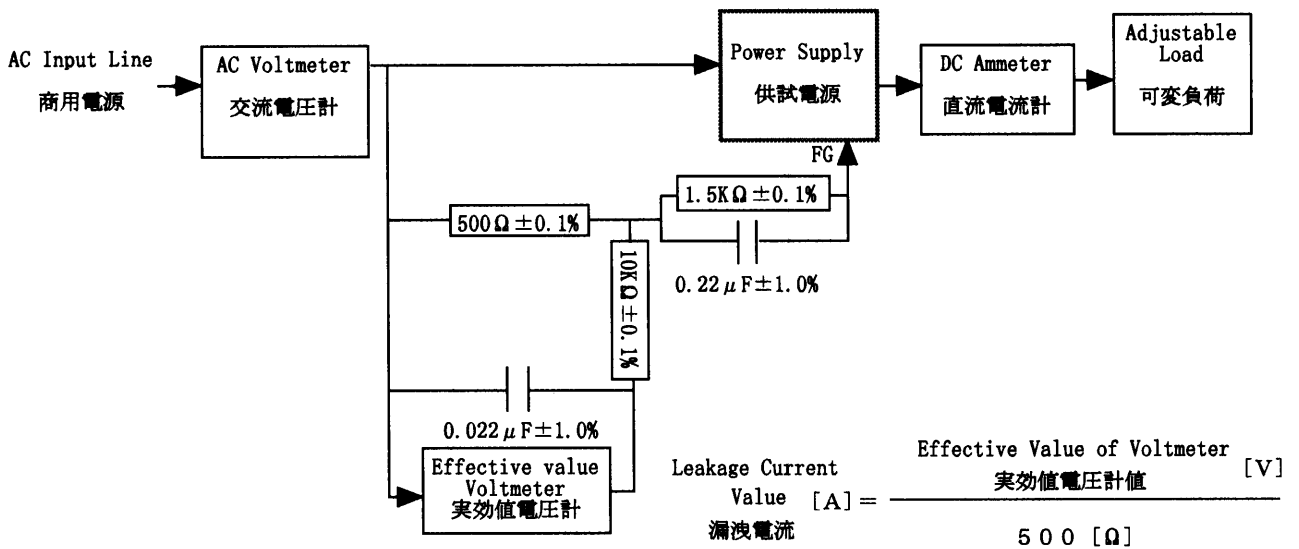 AC Input Line
商用電源
AC Voltmeter
交流電圧計
Power Supply
供試電源
DC Ammeter
直流電流計
Adjustable
Load
可変負荷
FG
1.5KΩ±0.1%
500Ω±0.1%
0.22μF±1.0%
10KΩ±0.1%
0.022μF±1.0%
Effective value
Voltmeter
実効値電圧計
Leakage Current
Value [A]=
漏洩電流
Effective Value of Voltmeter
実効値電圧計値 [V]
500 [Ω]